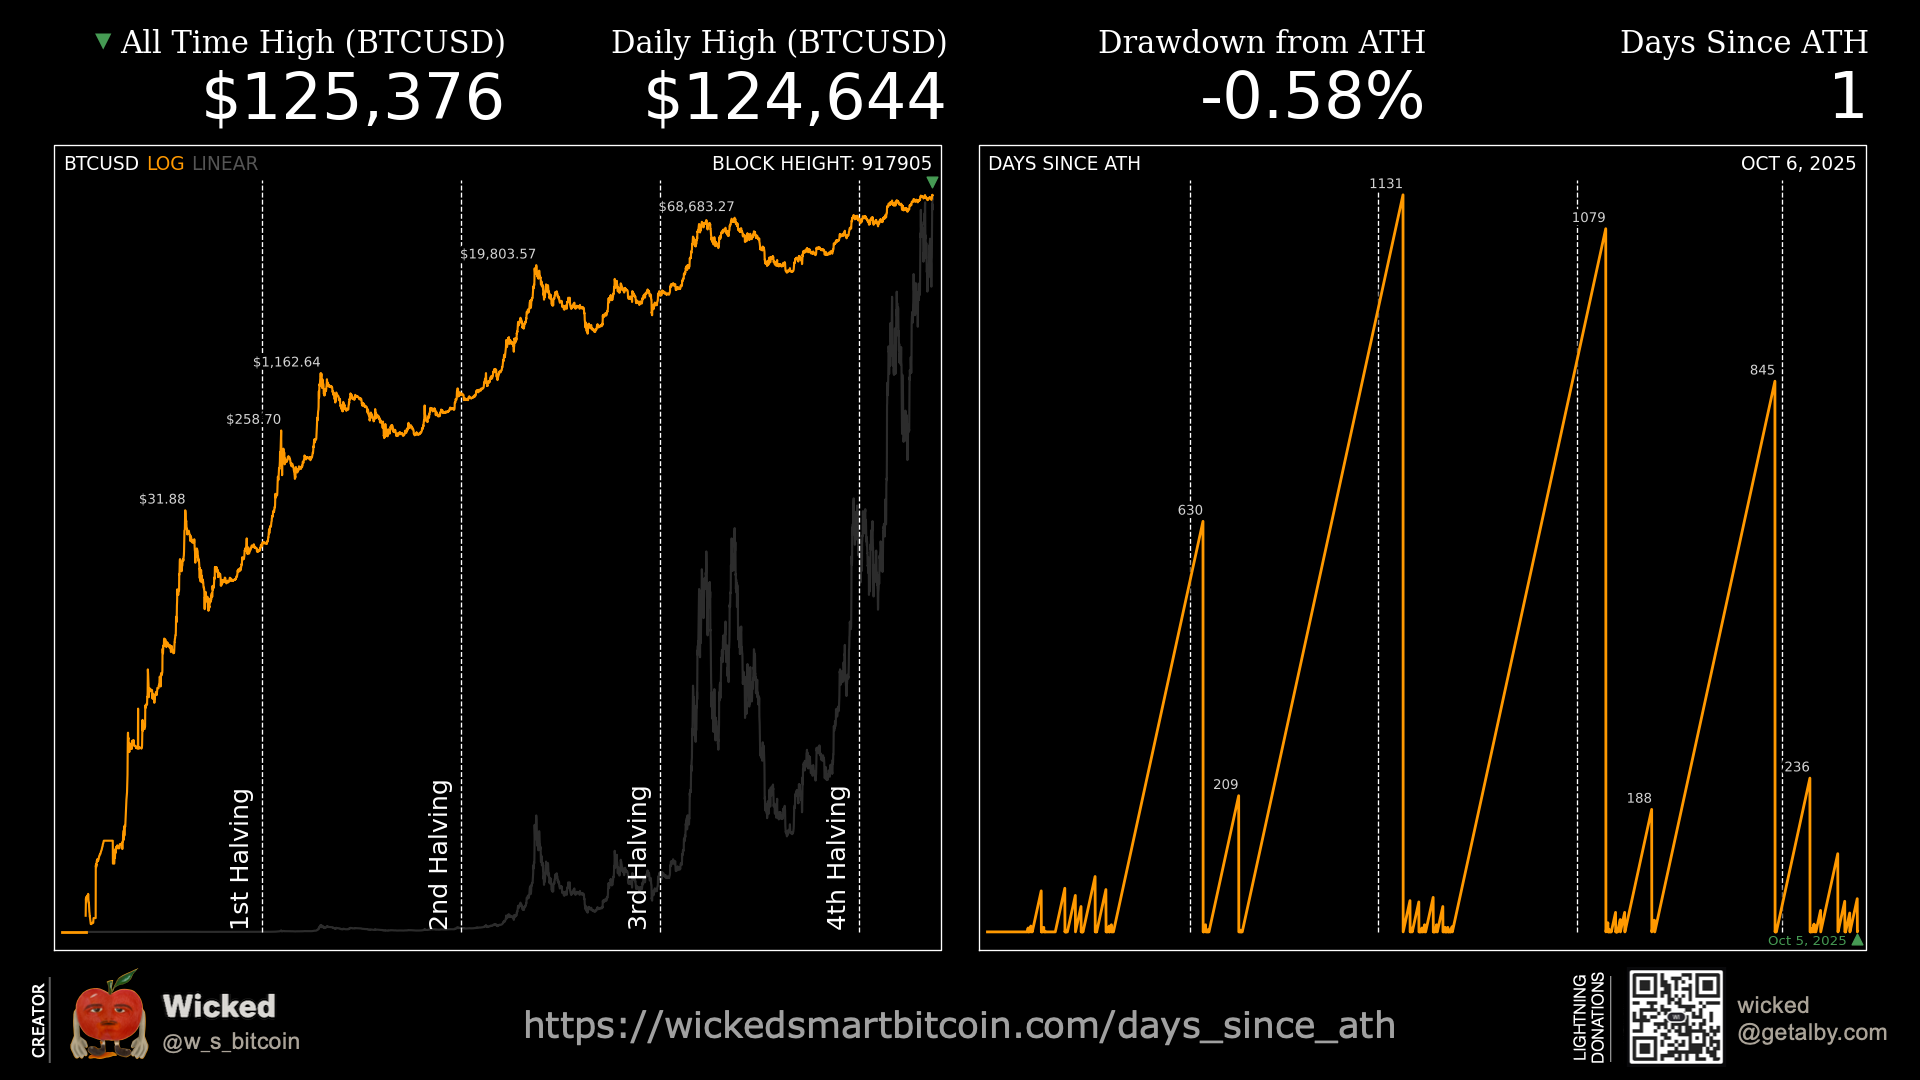 ▼ All Time High (BTCUSD)
$125,376
Daily High (BTCUSD)
$124,644
Drawdown from ATH
-0.58%
Days Since ATH
1
BTCUSD LOG LINEAR
BLOCK HEIGHT: 917905
$31.88
$258.70
$1,162.64
$19,803.57
$68,683.27
1st Halving
2nd Halving
3rd Halving
4th Halving
DAYS SINCE ATH
OCT 6, 2025
630
209
1131
1079
188
845
236
Oct 5, 2025
CREATOR
Wicked
@w_s_bitcoin
https://wickedsmartbitcoin.com/days_since_ath
LIGHTNING
DONATIONS
wicked
@getalby.com